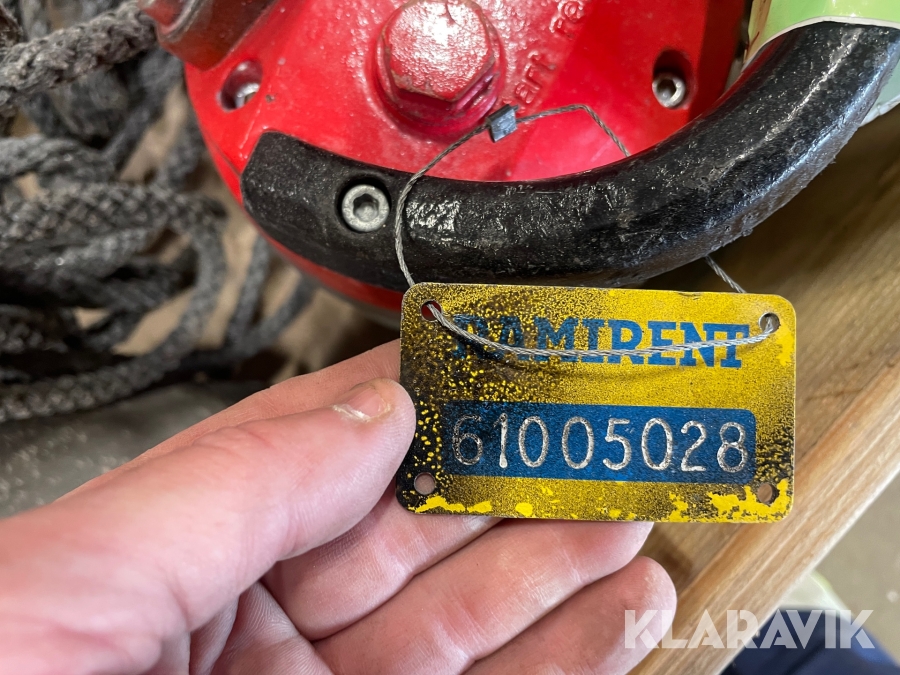 RAMIRENT
61005028
KLARAVIK